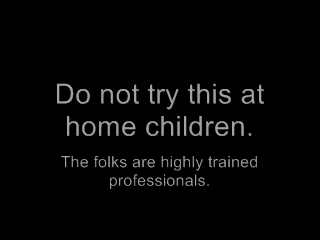 Do not try this at
home children.
The folks are highly trained
professionals.